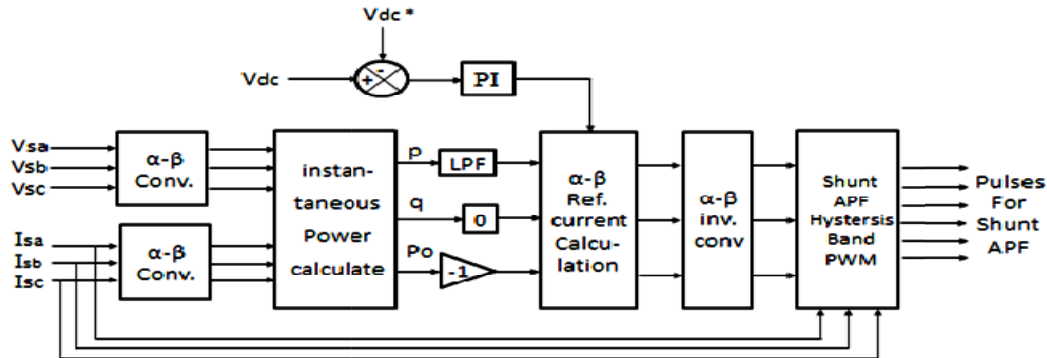 Vdc*
Vdc
+
-
PI
Vsa
Vsb
Vsc
α-β
Conv.
Isa
Isb
Isc
α-β
Conv.
instan-
taneous
Power
calculate
p
LPF
q
0
Po
-1
α-β
Ref.
current
Calcu-
lation
α-β
inv.
conv
Shunt
APF
Hystersis
Band
PWM
Pulses
For
Shunt
APF